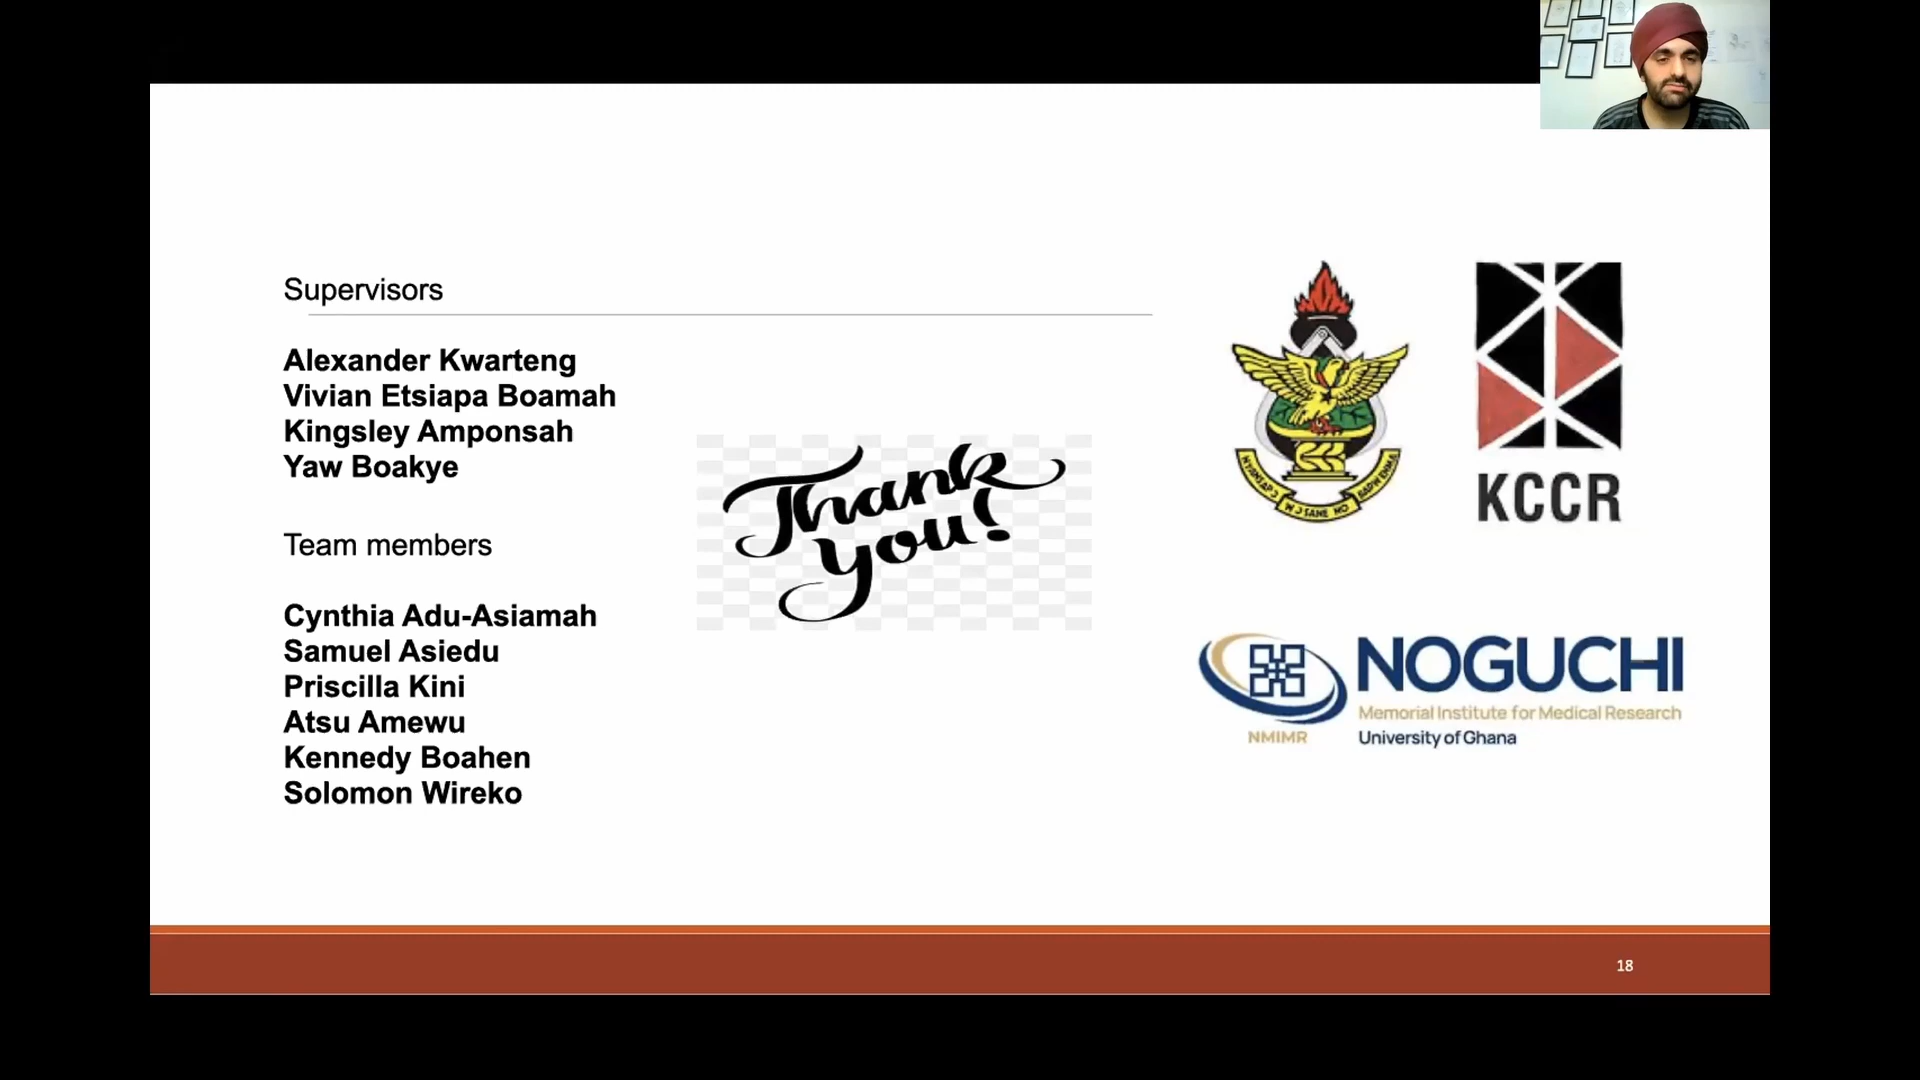 Supervisors
Alexander Kwarteng
Vivian Etsiapa Boamah
Kingsley Amponsah
Yaw Boakye
Team members
Cynthia Adu-Asiamah
Samuel Asiedu
Priscilla Kini
Atsu Amewu
Kennedy Boahen
Solomon Wireko
Thank
you!
KCCR
NOGUCHI
Memorial Institute for Medical Research
NMIMR
University of Ghana
18